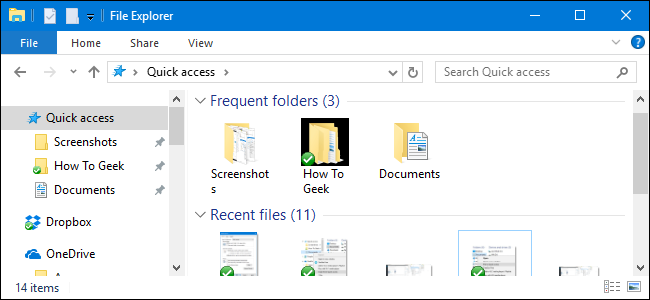 File Explorer
File Home Share View
Quick access
Search Quick access
Quick access
Screenshots
How To Geek
Documents
Dropbox
OneDrive
Frequent folders (3)
Screenshot
s
How To
Geek
Documents
Recent files (11)
14 items